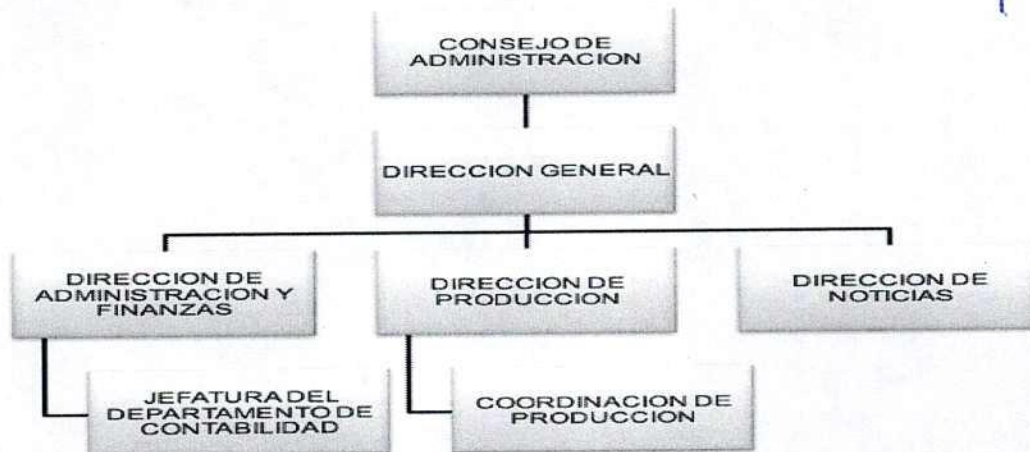 CONSEJO DE
ADMINISTRACION
DIRECCION GENERAL
DIRECCION DE
ADMINISTRACION Y
FINANZAS
DIRECCION DE
PRODUCCION
DIRECCION DE
NOTICIAS
JEFATURA DEL
DEPARTAMENTO DE
CONTABILIDAD
COORDINACION DE
PRODUCCION